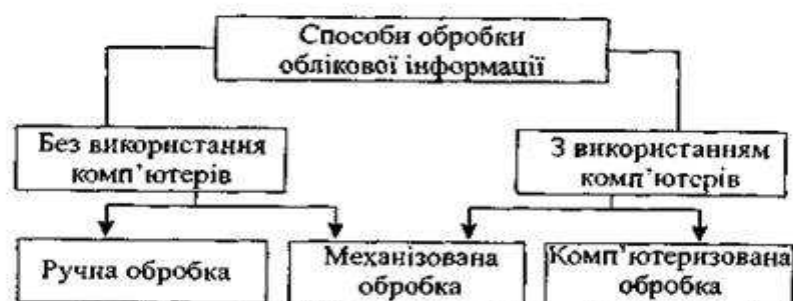 Способи обробки
облікової інформації
Без використання
комп’ютерів
З використанням
комп’ютерів
Ручна обробка
Механізована
обробка
Комп’ютеризована
обробка